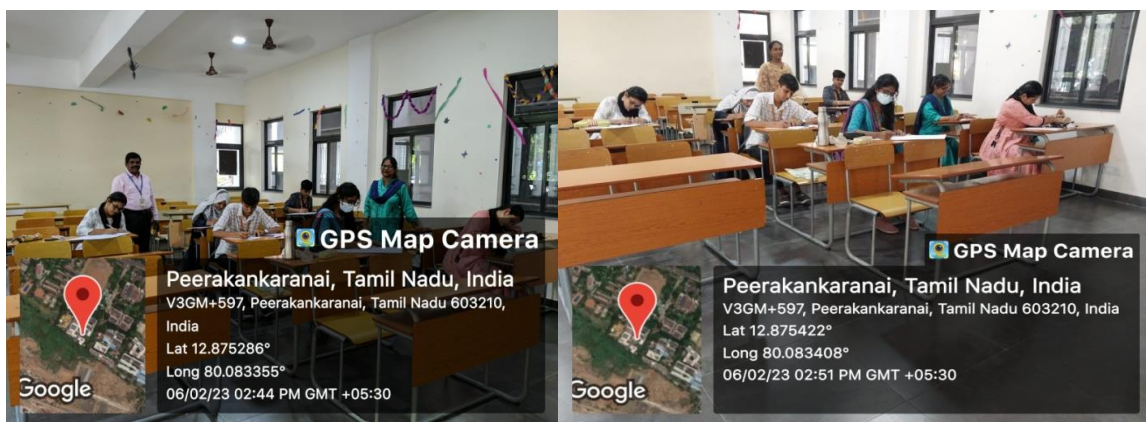 GPS Map Camera
Peerakankaranai, Tamil Nadu, India
V3GM+597, Peerakankaranai, Tamil Nadu 603210,
India
Lat 12.875286°
Long 80.083355°
06/02/23 02:44 PM GMT +05:30
Google
GPS Map Camera
Peerakankaranai, Tamil Nadu, India
V3GM+597, Peerakankaranai, Tamil Nadu 603210, India
Lat 12.875422°
Long 80.083408°
06/02/23 02:51 PM GMT +05:30
Google